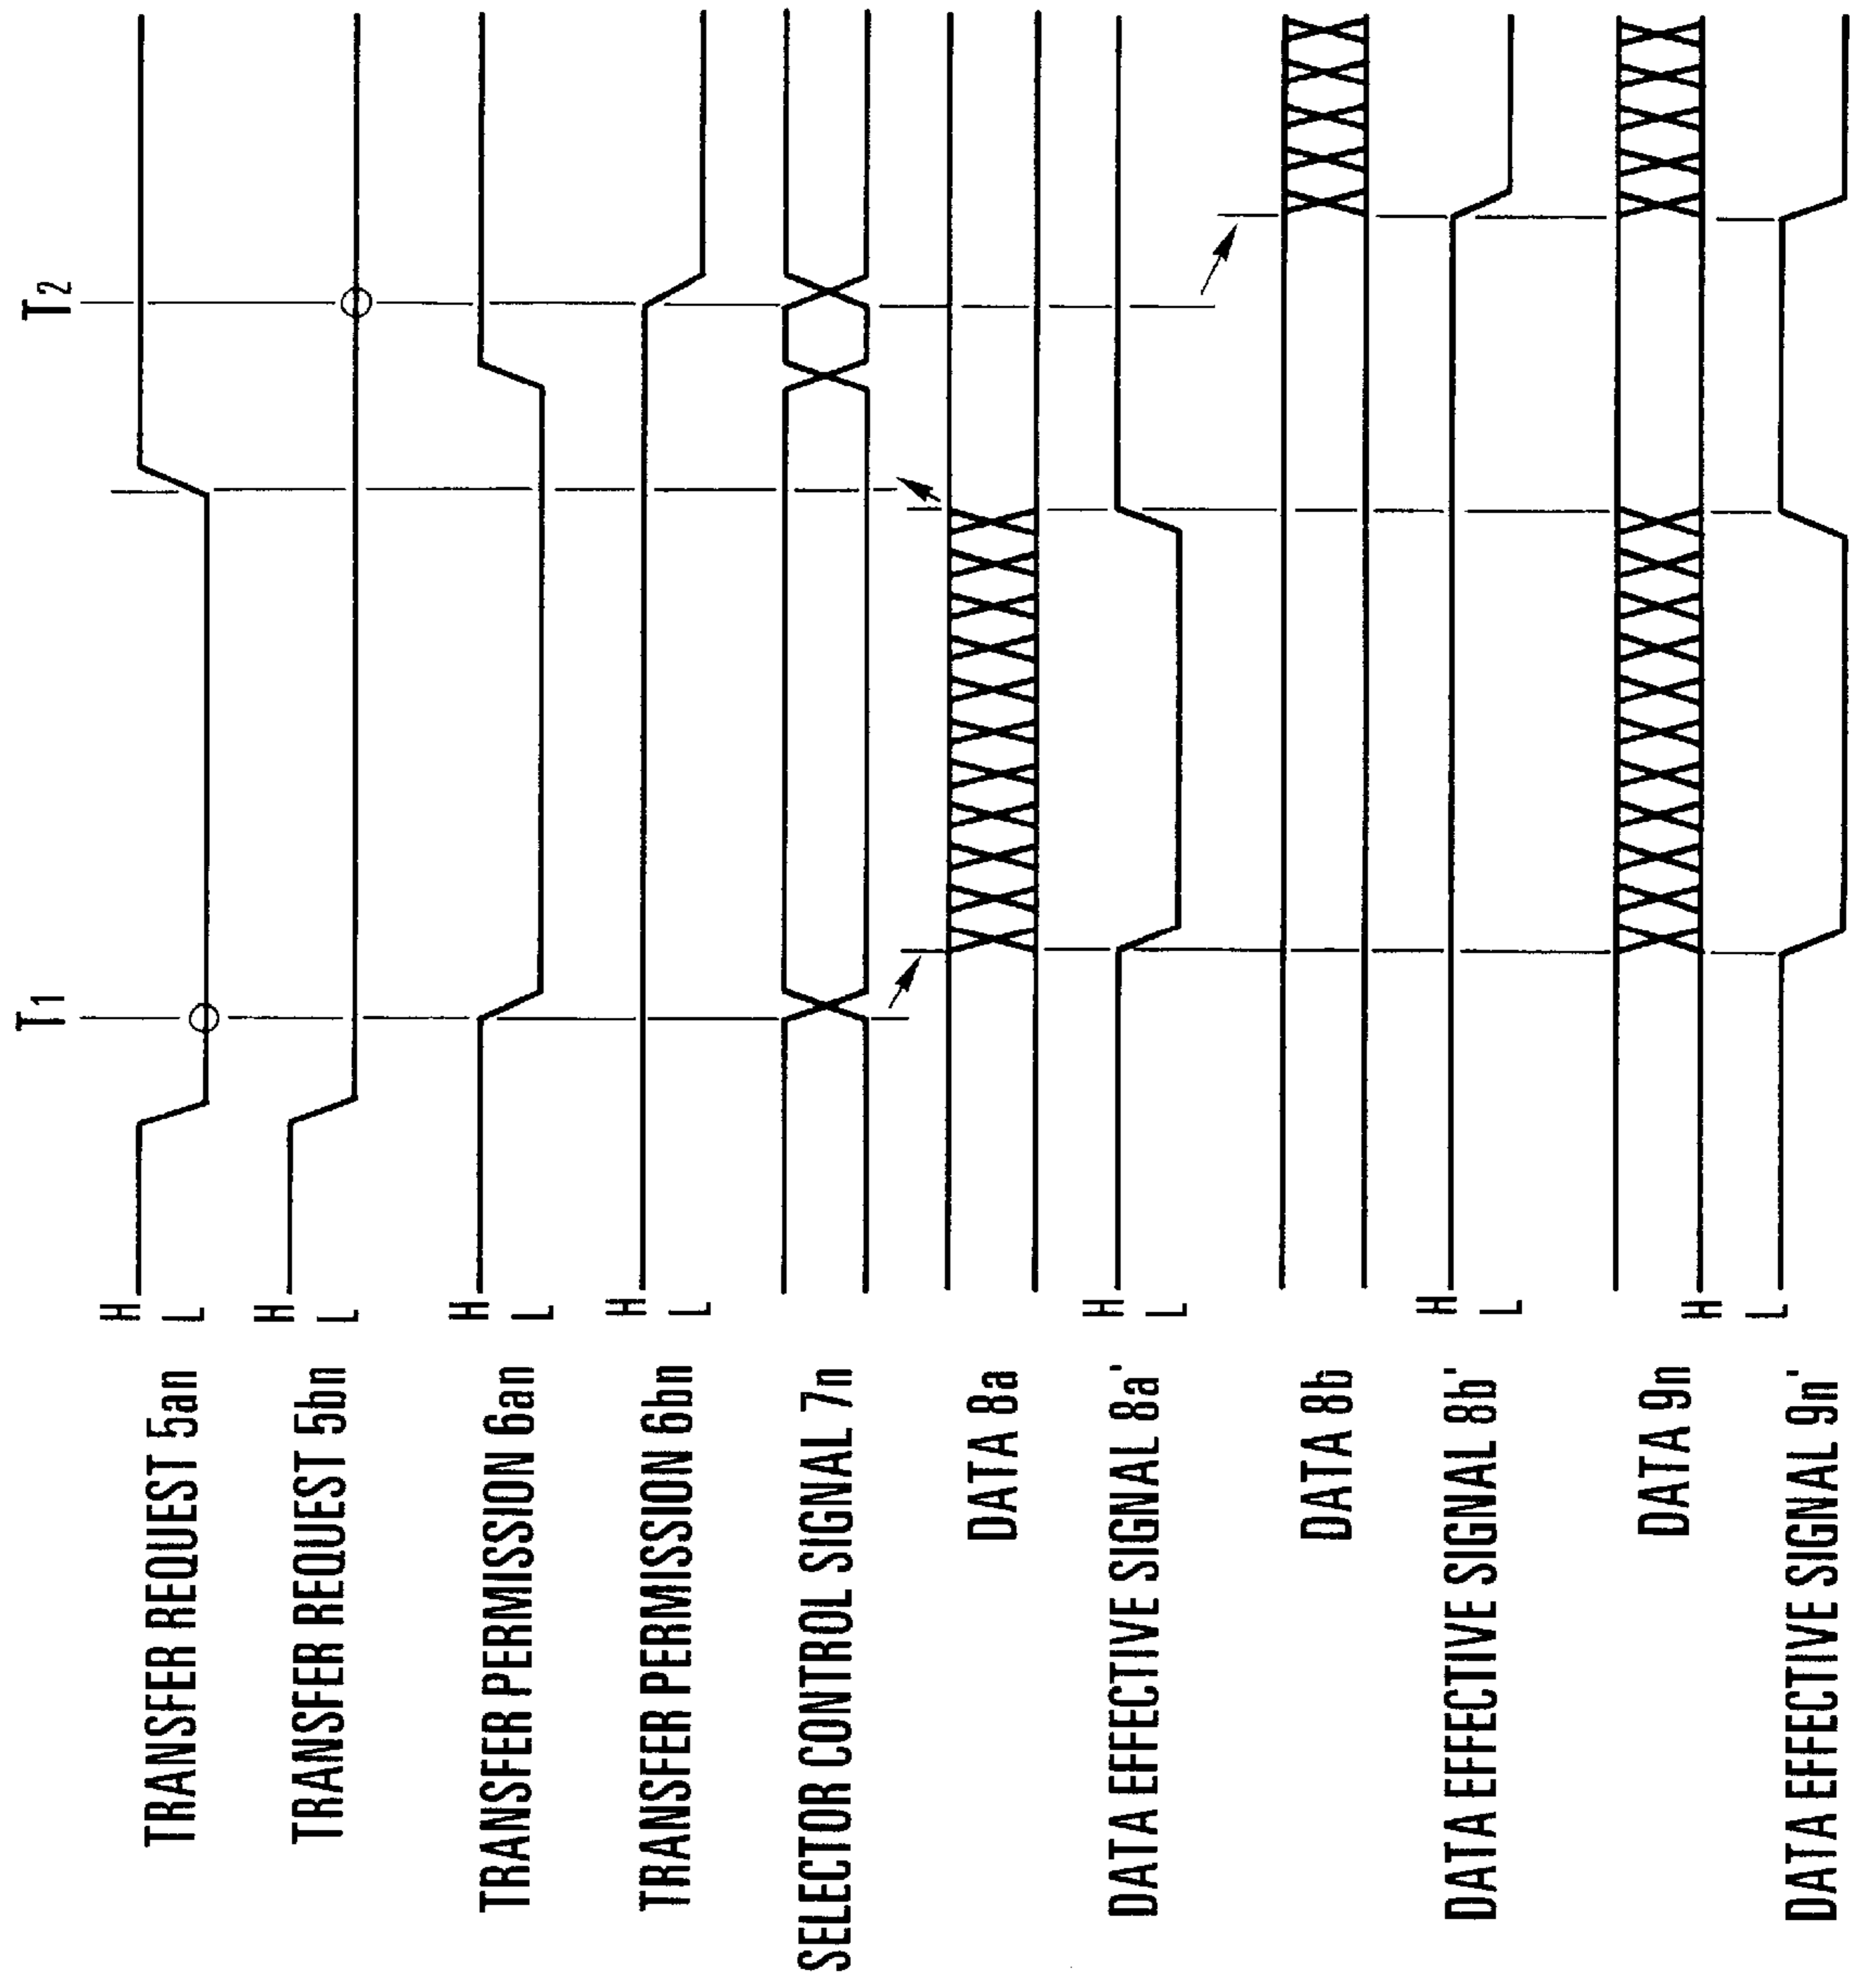 T1 T2
TRANSFER REQUEST 5an H L
TRANSFER REQUEST 5bn H L
TRANSFER PERMISSION 6an H L
TRANSFER PERMISSION 6bn H L
SELECTOR CONTROL SIGNAL 7n
DATA 8a
DATA EFFECTIVE SIGNAL 8a' H L
DATA 8b
DATA EFFECTIVE SIGNAL 8b' H L
DATA 9n
DATA EFFECTIVE SIGNAL 9n' H L